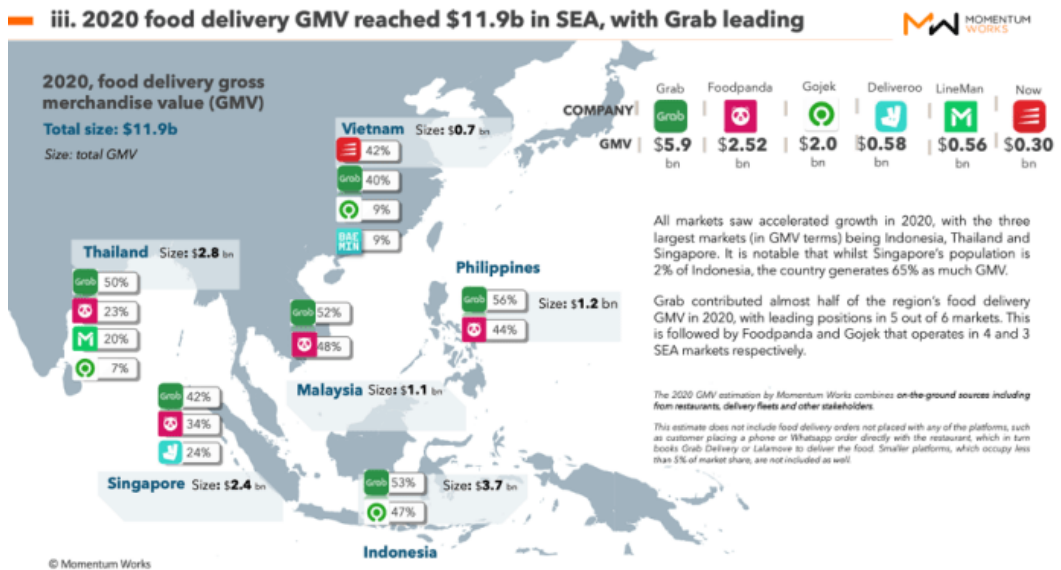 iii. 2020 food delivery GMV reached $11.9b in SEA, with Grab leading
MOMENTUM
WORKS
2020, food delivery gross
merchandise value (GMV)
Total size: $11.9b
Size: total GMV
COMPANY
Grab
Foodpanda
Gojek
Deliveroo
LineMan
Now
Grab
GMV
$5.9 bn
$2.52 bn
$2.0 bn
$0.58 bn
$0.56 bn
$0.30 bn
Vietnam Size: $0.7 bn
42%
Grab 40%
9%
BAE MIN 9%
Thailand Size: $2.8 bn
Grab 50%
23%
20%
7%
Philippines
Grab 56%
44%
Size: $1.2 bn
Grab 52%
48%
Malaysia Size: $1.1 bn
Grab 42%
34%
24%
Singapore Size: $2.4 bn
Grab 53%
47%
Size: $3.7 bn
Indonesia
All markets saw accelerated growth in 2020, with the three
largest markets (in GMV terms) being Indonesia, Thailand and
Singapore. It is notable that whilst Singapore's population is
2% of Indonesia, the country generates 65% as much GMV.
Grab contributed almost half of the region's food delivery
GMV in 2020, with leading positions in 5 out of 6 markets. This
is followed by Foodpanda and Gojek that operates in 4 and 3
SEA markets respectively.
The 2020 GMV estimation by Momentum Works combines on-the-ground sources including
from restaurants, delivery fleets and other stakeholders.
This estimate does not include food delivery orders not placed with any of the platforms, such
as customer placing a phone or Whatsapp order directly with the restaurant, which in turn
books Grab Delivery or Lalamove to deliver the food. Smaller platforms, which occupy less
than 5% of market share, are not included as well.
© Momentum Works